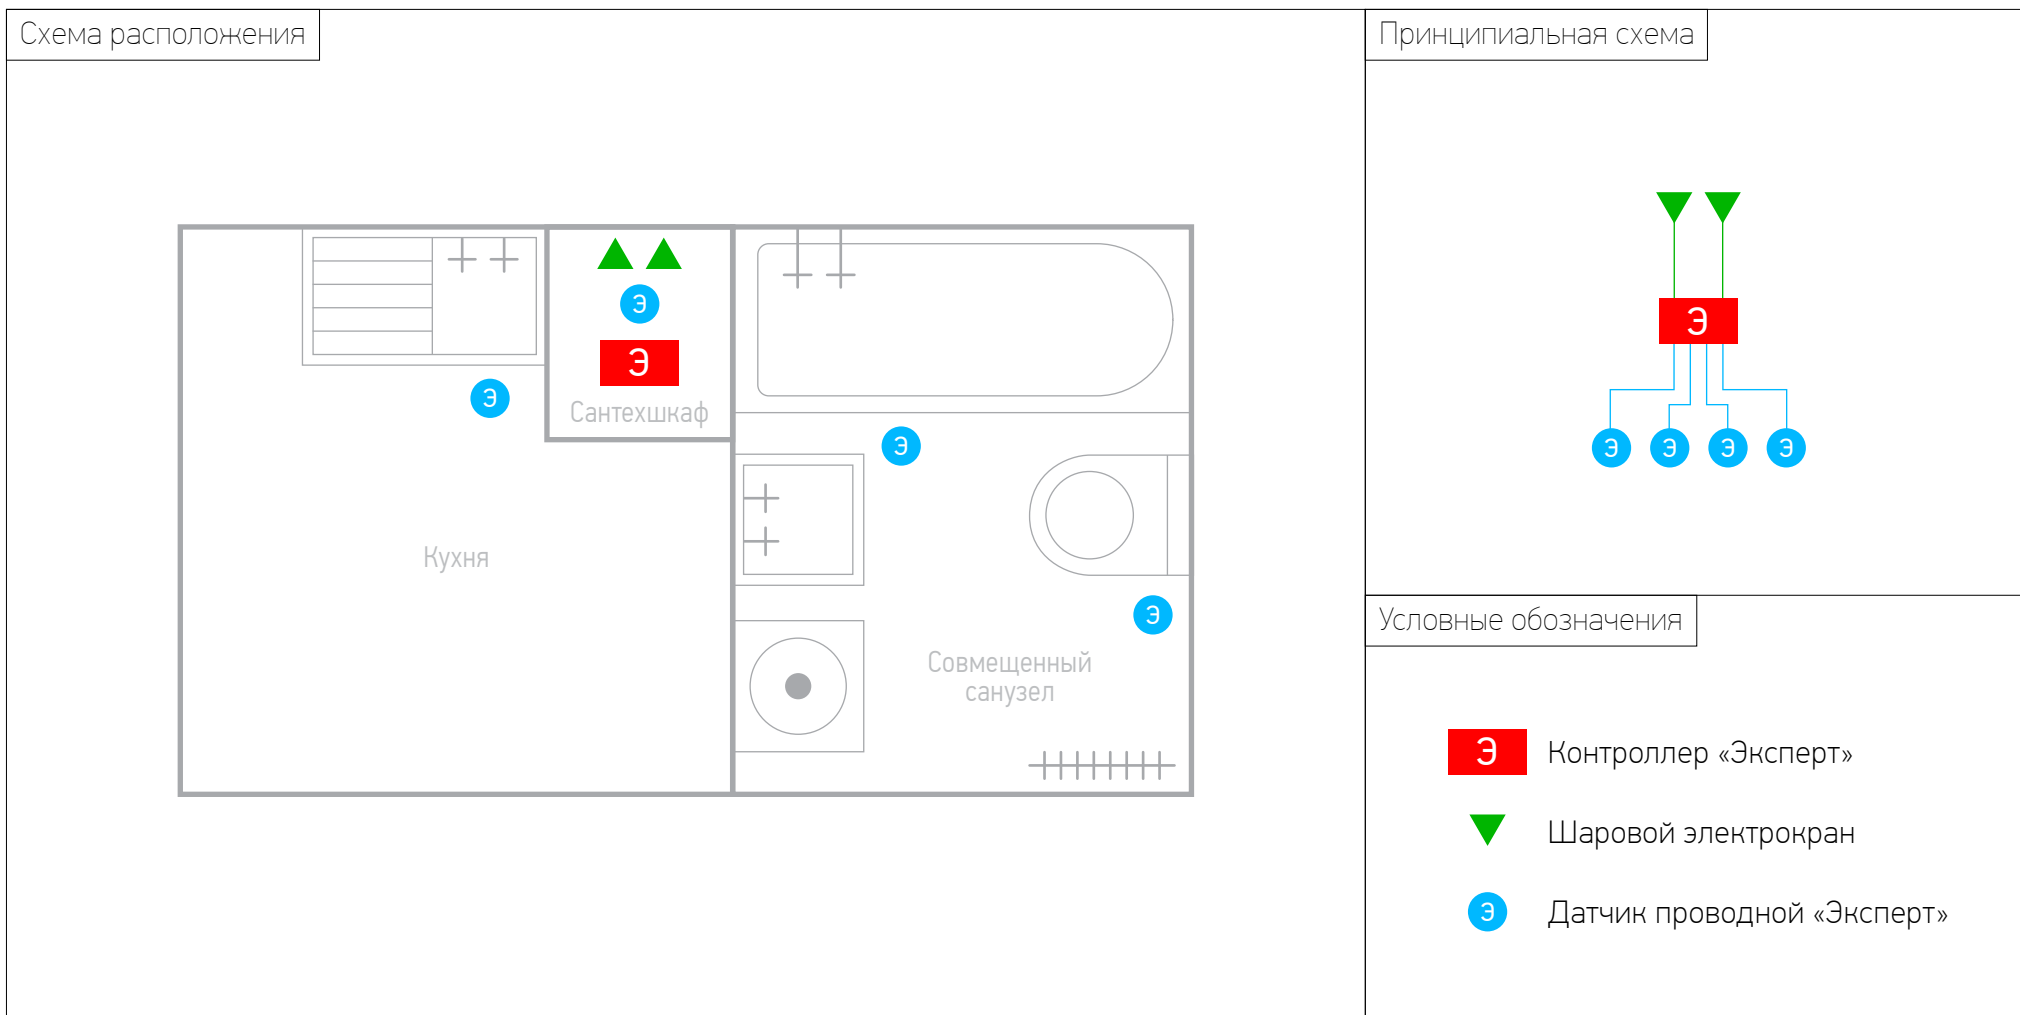 Схема расположения
Э
Э
Сантехшкаф
Э
Э
Кухня
Э
Совмещенный
санузел
Принципиальная схема
Э
Э Э Э Э
Условные обозначения
Э Контроллер «Эксперт»
Шаровой электрокран
Э Датчик проводной «Эксперт»